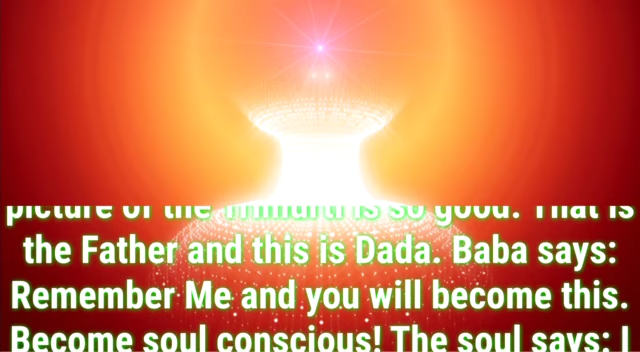 picture of the Trimurti is so good. That is
the Father and this is Dada. Baba says:
Remember Me and you will become this.
Become soul conscious! The soul says: I